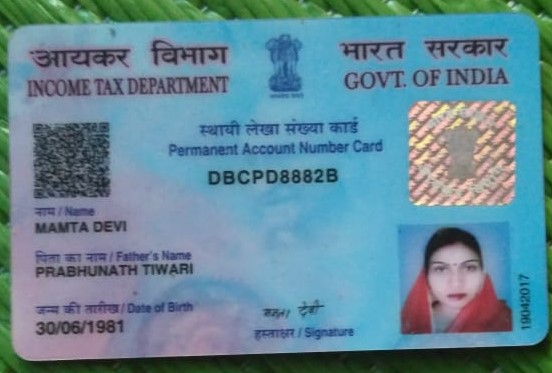 आयकर विभाग
INCOME TAX DEPARTMENT
भारत सरकार
GOVT. OF INDIA
स्थायी लेखा संख्या कार्ड
Permanent Account Number Card
DBCPD8882B
नाम / Name
MAMTA DEVI
पिता का नाम / Father's Name
PRABHUNATH TIWARI
जन्म की तारीख / Date of Birth
30/06/1981
ममता देवी
हस्ताक्षर / Signature
19042017